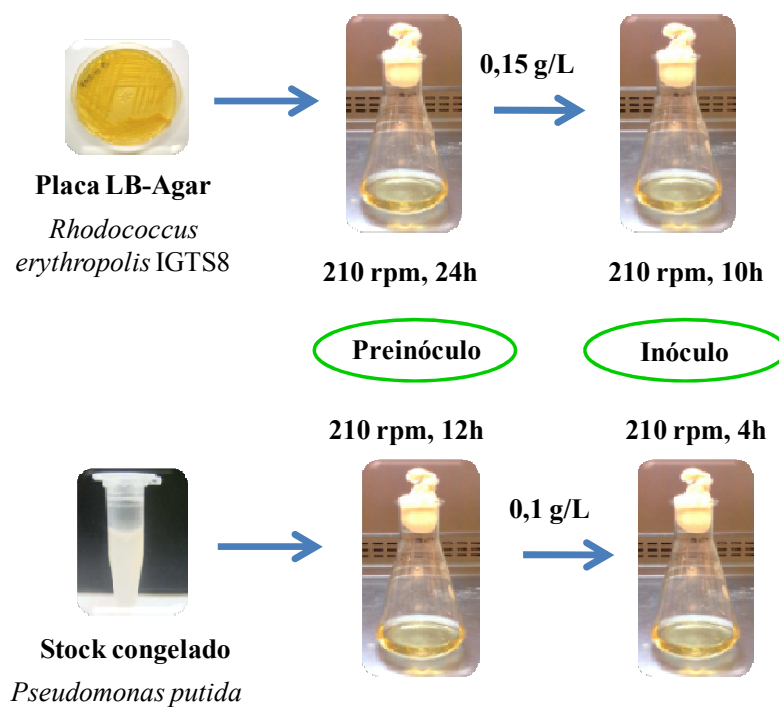 0,15 g/L
Placa LB-Agar
Rhodococcus
erythropolis IGTS8
210 rpm, 24h
210 rpm, 10h
Preinóculo
Inóculo
210 rpm, 12h
210 rpm, 4h
0,1 g/L
Stock congelado
Pseudomonas putida